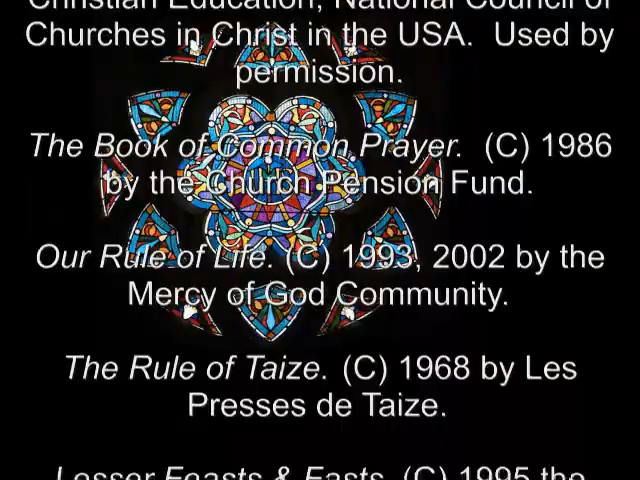 Christian Education, National Council of
Churches in Christ in the USA.  Used by
permission.
The Book of Common Prayer.  (C) 1986
by the Church Pension Fund.
Our Rule of Life. (C) 1993, 2002 by the
Mercy of God Community.
The Rule of Taize.  (C) 1968 by Les
Presses de Taize.
Lesser Feasts & Fasts. (C) 1995 the